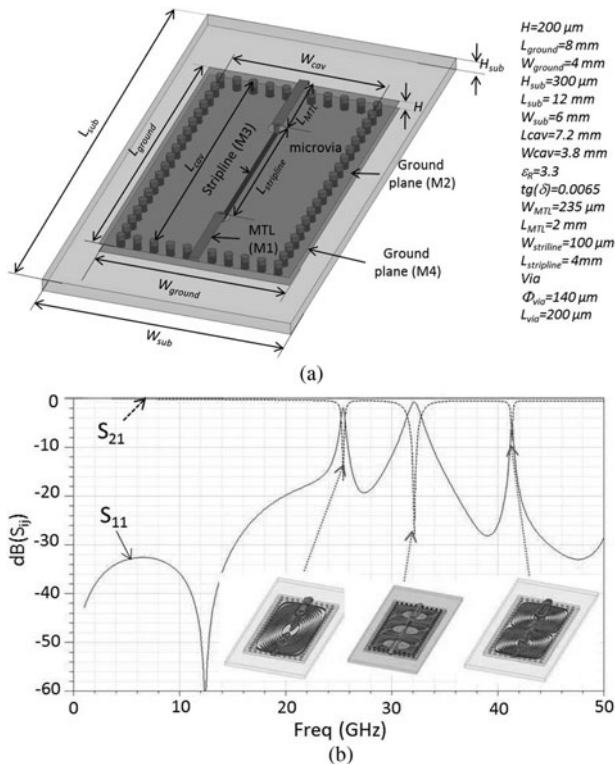 W_cav
H_sub
H
L_sub
L_ground
L_cav
Stripline (M3)
L_MTL
microvia
L_stripline
Ground
plane (M2)
MTL
(M1)
Ground
plane (M4)
W_ground
W_sub
H=200 µm
L_ground=8 mm
W_ground=4 mm
H_sub=300 µm
L_sub= 12 mm
W_sub=6 mm
Lcav=7.2 mm
Wcav=3.8 mm
ε_R=3.3
tg(δ)=0.0065
W_MTL=235 µm
L_MTL=2 mm
W_striline=100 µm
L_stripline=4mm
Via
Φ_via=140 µm
L_via=200 µm
(a)
0
-10
-20
-30
-40
-50
-60
dB(S_ij)
S_21
S_11
0 10 20 30 40 50
Freq (GHz)
(b)